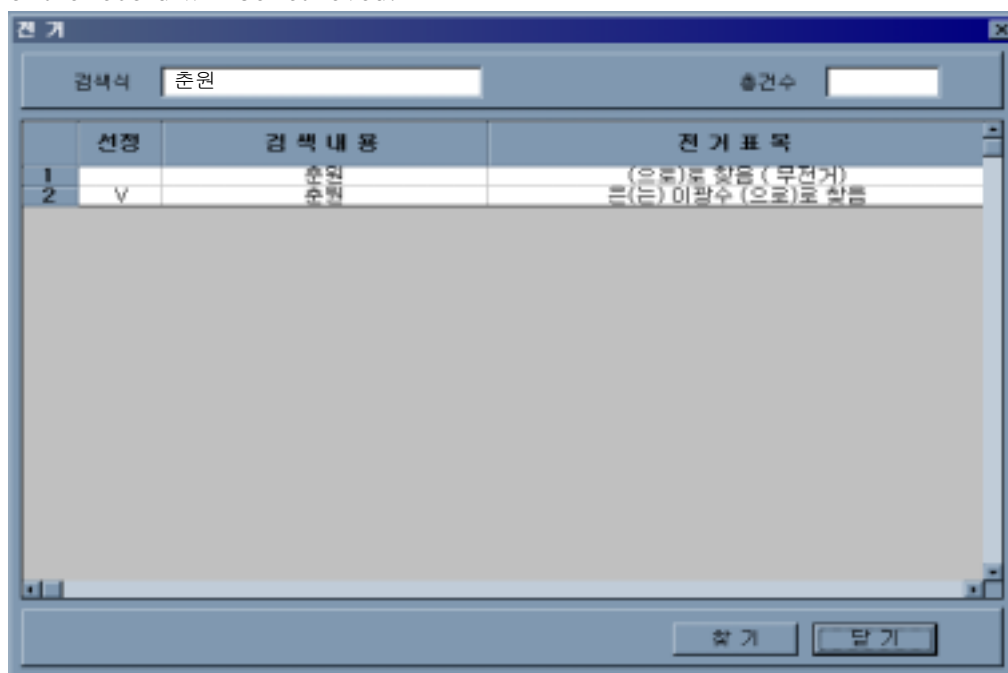 전 거
검색식 춘원 총건수
선정 검 색 내 용 전 거 표 목
1 춘원 (으로)로 찾음 ( 무전거)
2 V 춘원 은(는) 이광수 (으로)로 찾음
찾 기 닫 기